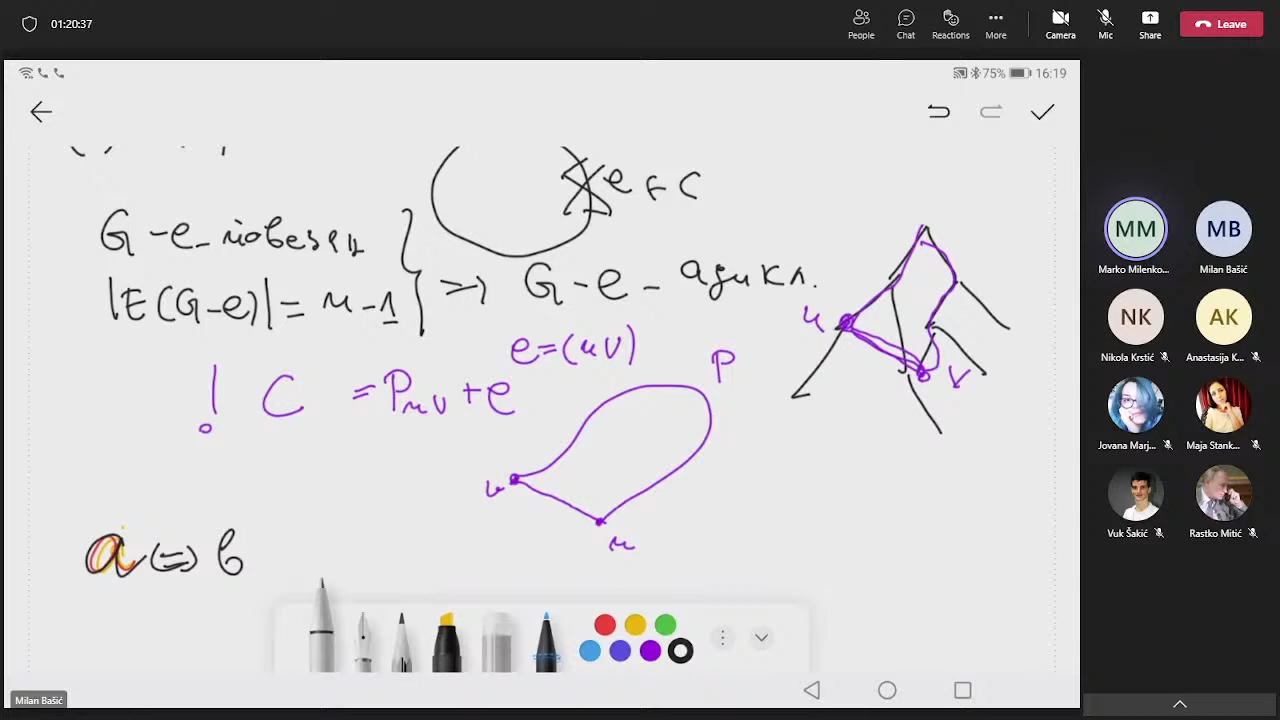 01:20:37
People Chat Reactions More Camera Mic Share Leave
75% 16:19
e ∈ C
G-e - повезан
|E(G-e)| = n-1 } => G-e - ацикл.
e=(uv)
! C = Puv + e
P
u
v
u
a (=) b
Milan Bašić
MM MB
Marko Milenko... Milan Bašić
NK AK
Nikola Krstić Anastasija K...
Jovana Marj... Maja Stank...
Vuk Šakić Rastko Mitić